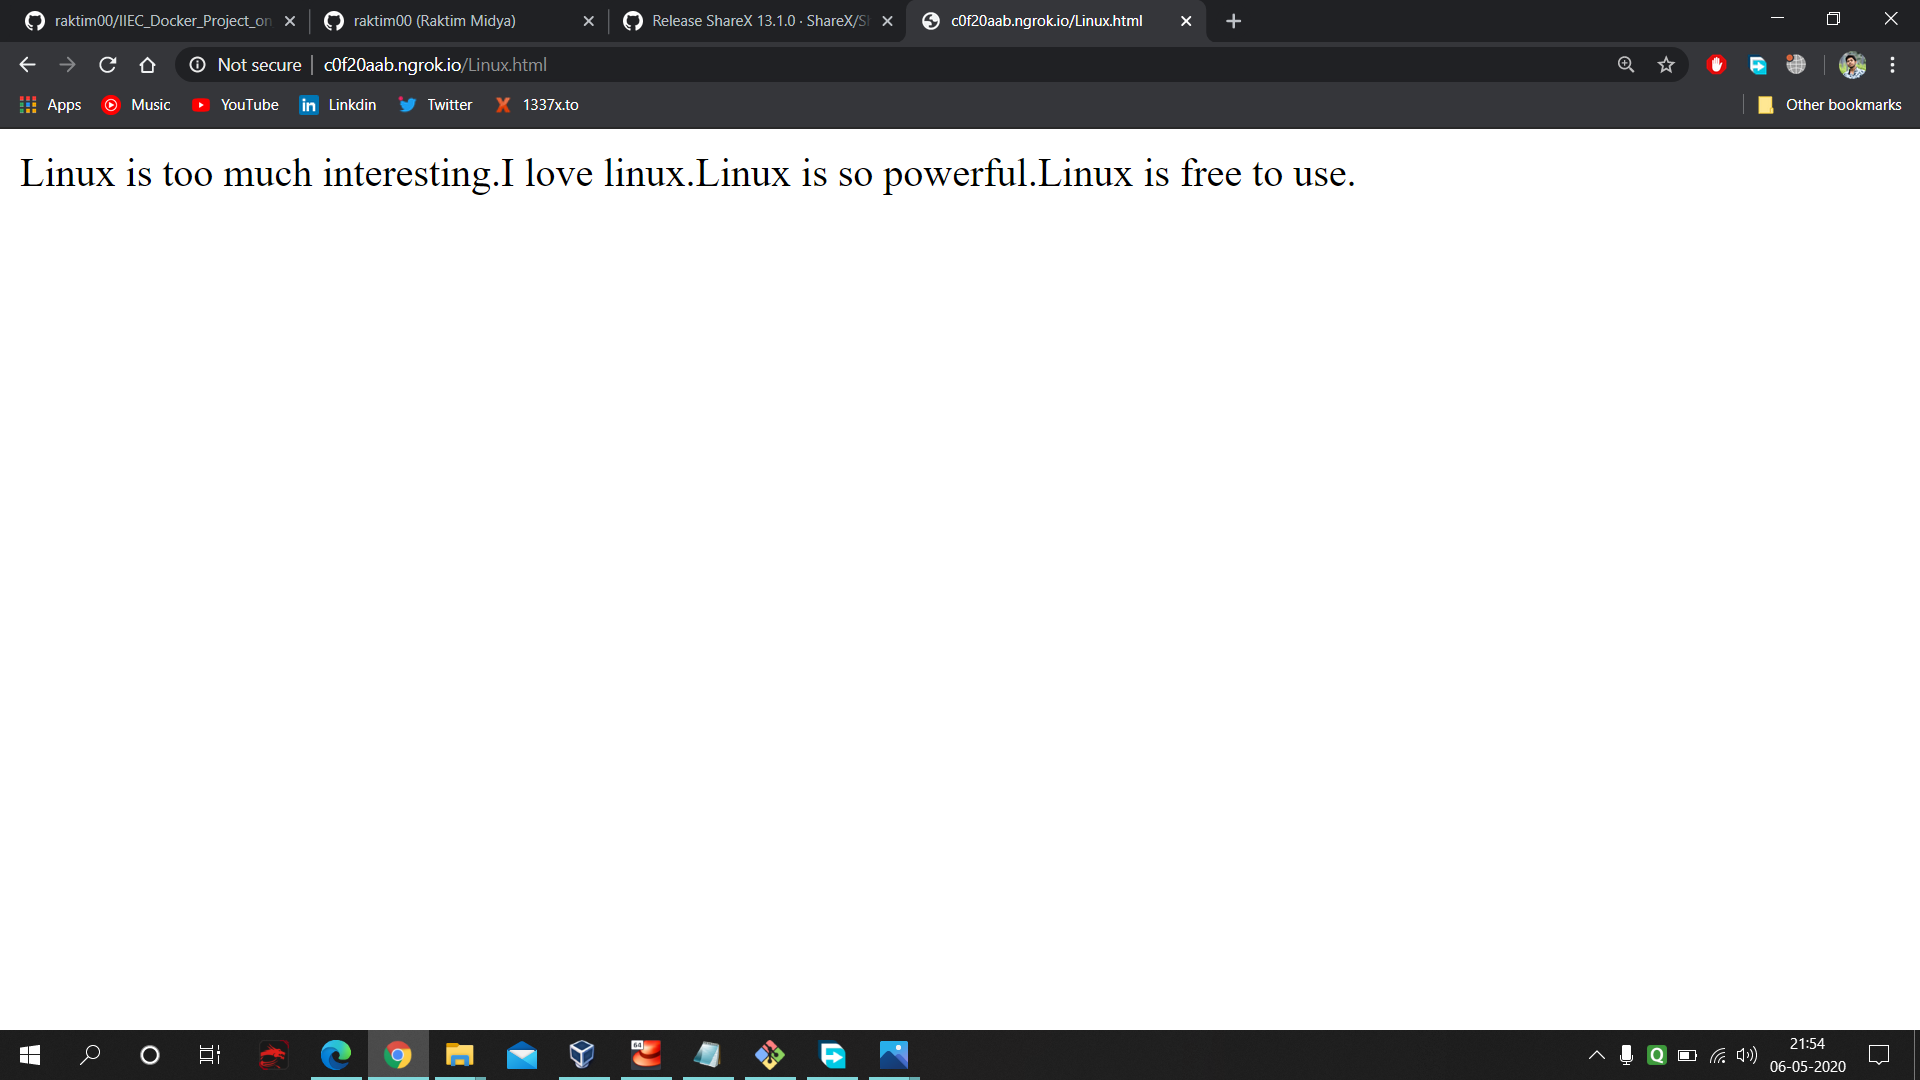 raktim00/IIEC_Docker_Project_on
raktim00 (Raktim Midya)
Release ShareX 13.1.0 · ShareX/Sh
c0f20aab.ngrok.io/Linux.html
Not secure
c0f20aab.ngrok.io/Linux.html
Apps
Music
YouTube
Linkdin
Twitter
1337x.to
Other bookmarks
Linux is too much interesting.I love linux.Linux is so powerful.Linux is free to use.
64
Q
21:54
06-05-2020